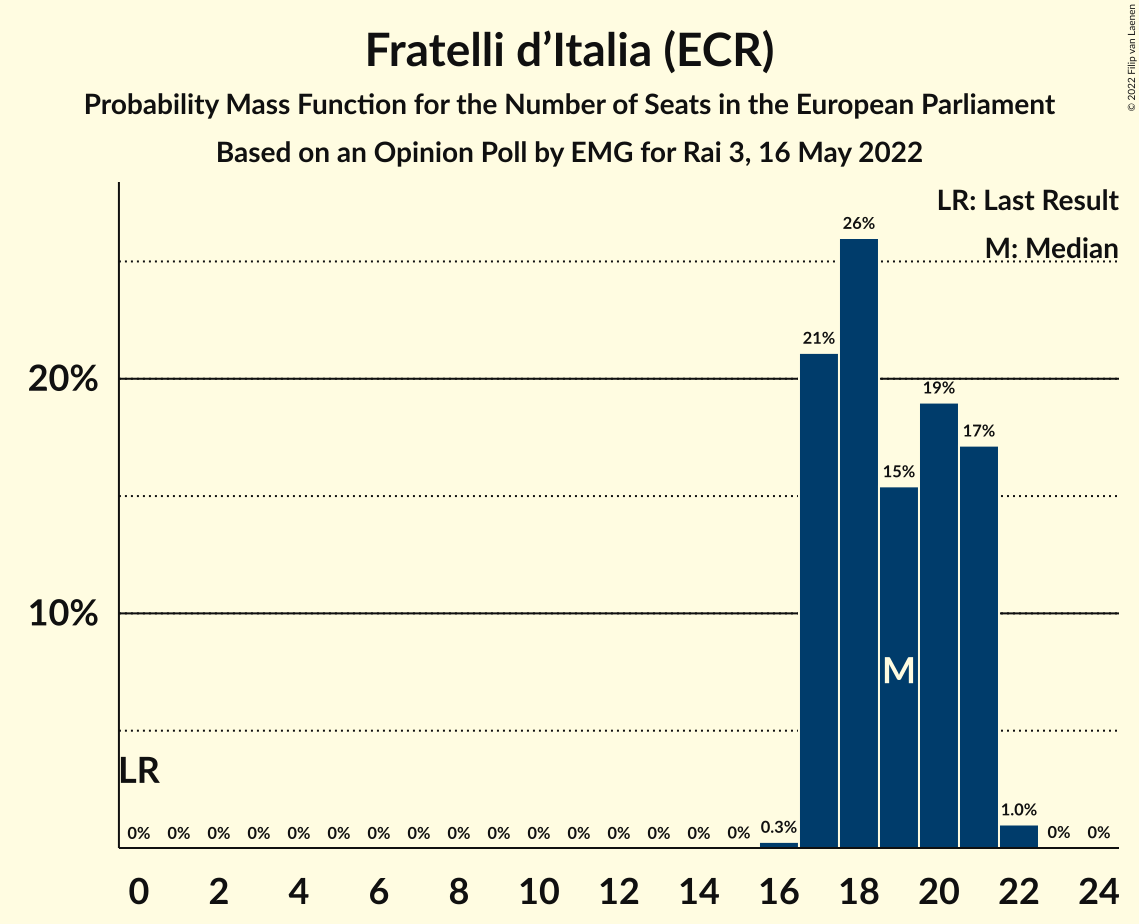 Fratelli d’Italia (ECR)
Probability Mass Function for the Number of Seats in the European Parliament
Based on an Opinion Poll by EMG for Rai 3, 16 May 2022
© 2022 Filip van Laenen
LR: Last Result
M: Median
26%
21%
20%
19%
17%
15%
10%
M
LR
0% 0% 0% 0% 0% 0% 0% 0% 0% 0% 0% 0% 0% 0% 0% 0% 0.3% 1.0% 0% 0%
0 2 4 6 8 10 12 14 16 18 20 22 24